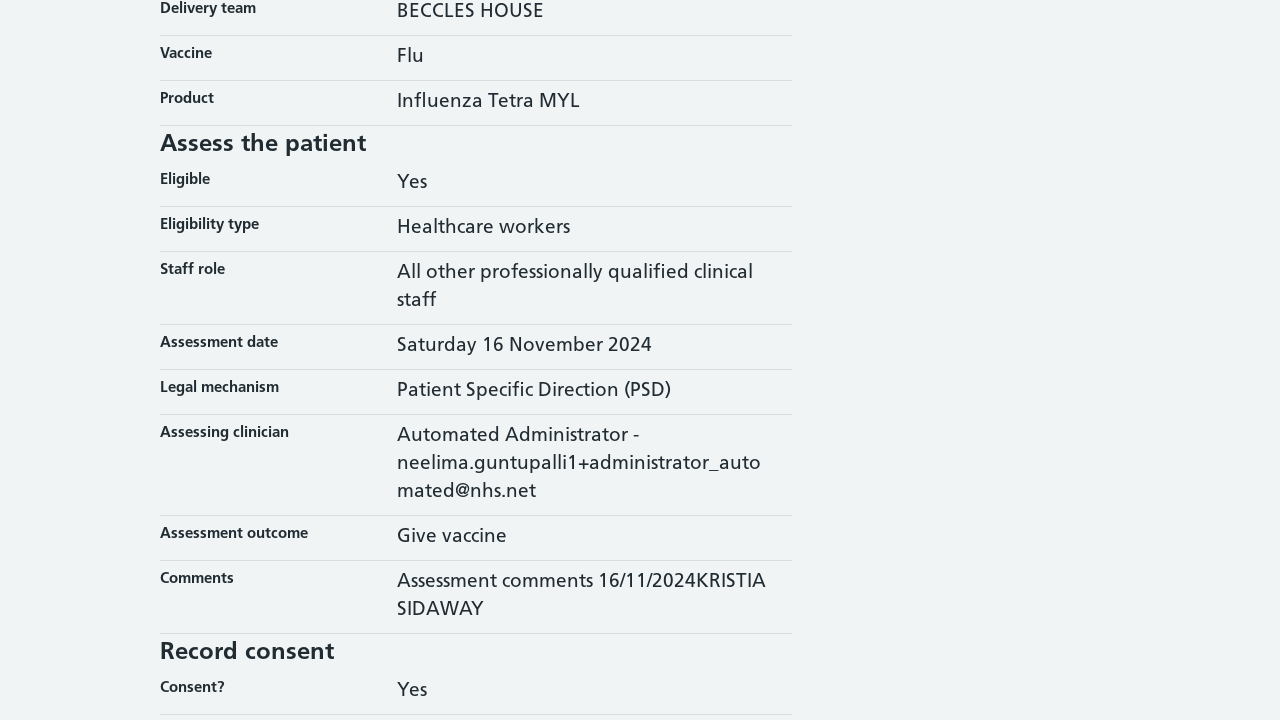 Delivery team
BECCLES HOUSE
Vaccine
Flu
Product
Influenza Tetra MYL
Assess the patient
Eligible
Yes
Eligibility type
Healthcare workers
Staff role
All other professionally qualified clinical
staff
Assessment date
Saturday 16 November 2024
Legal mechanism
Patient Specific Direction (PSD)
Assessing clinician
Automated Administrator -
neelima.guntupalli1+administrator_auto
mated@nhs.net
Assessment outcome
Give vaccine
Comments
Assessment comments 16/11/2024KRISTIA
SIDAWAY
Record consent
Consent?
Yes